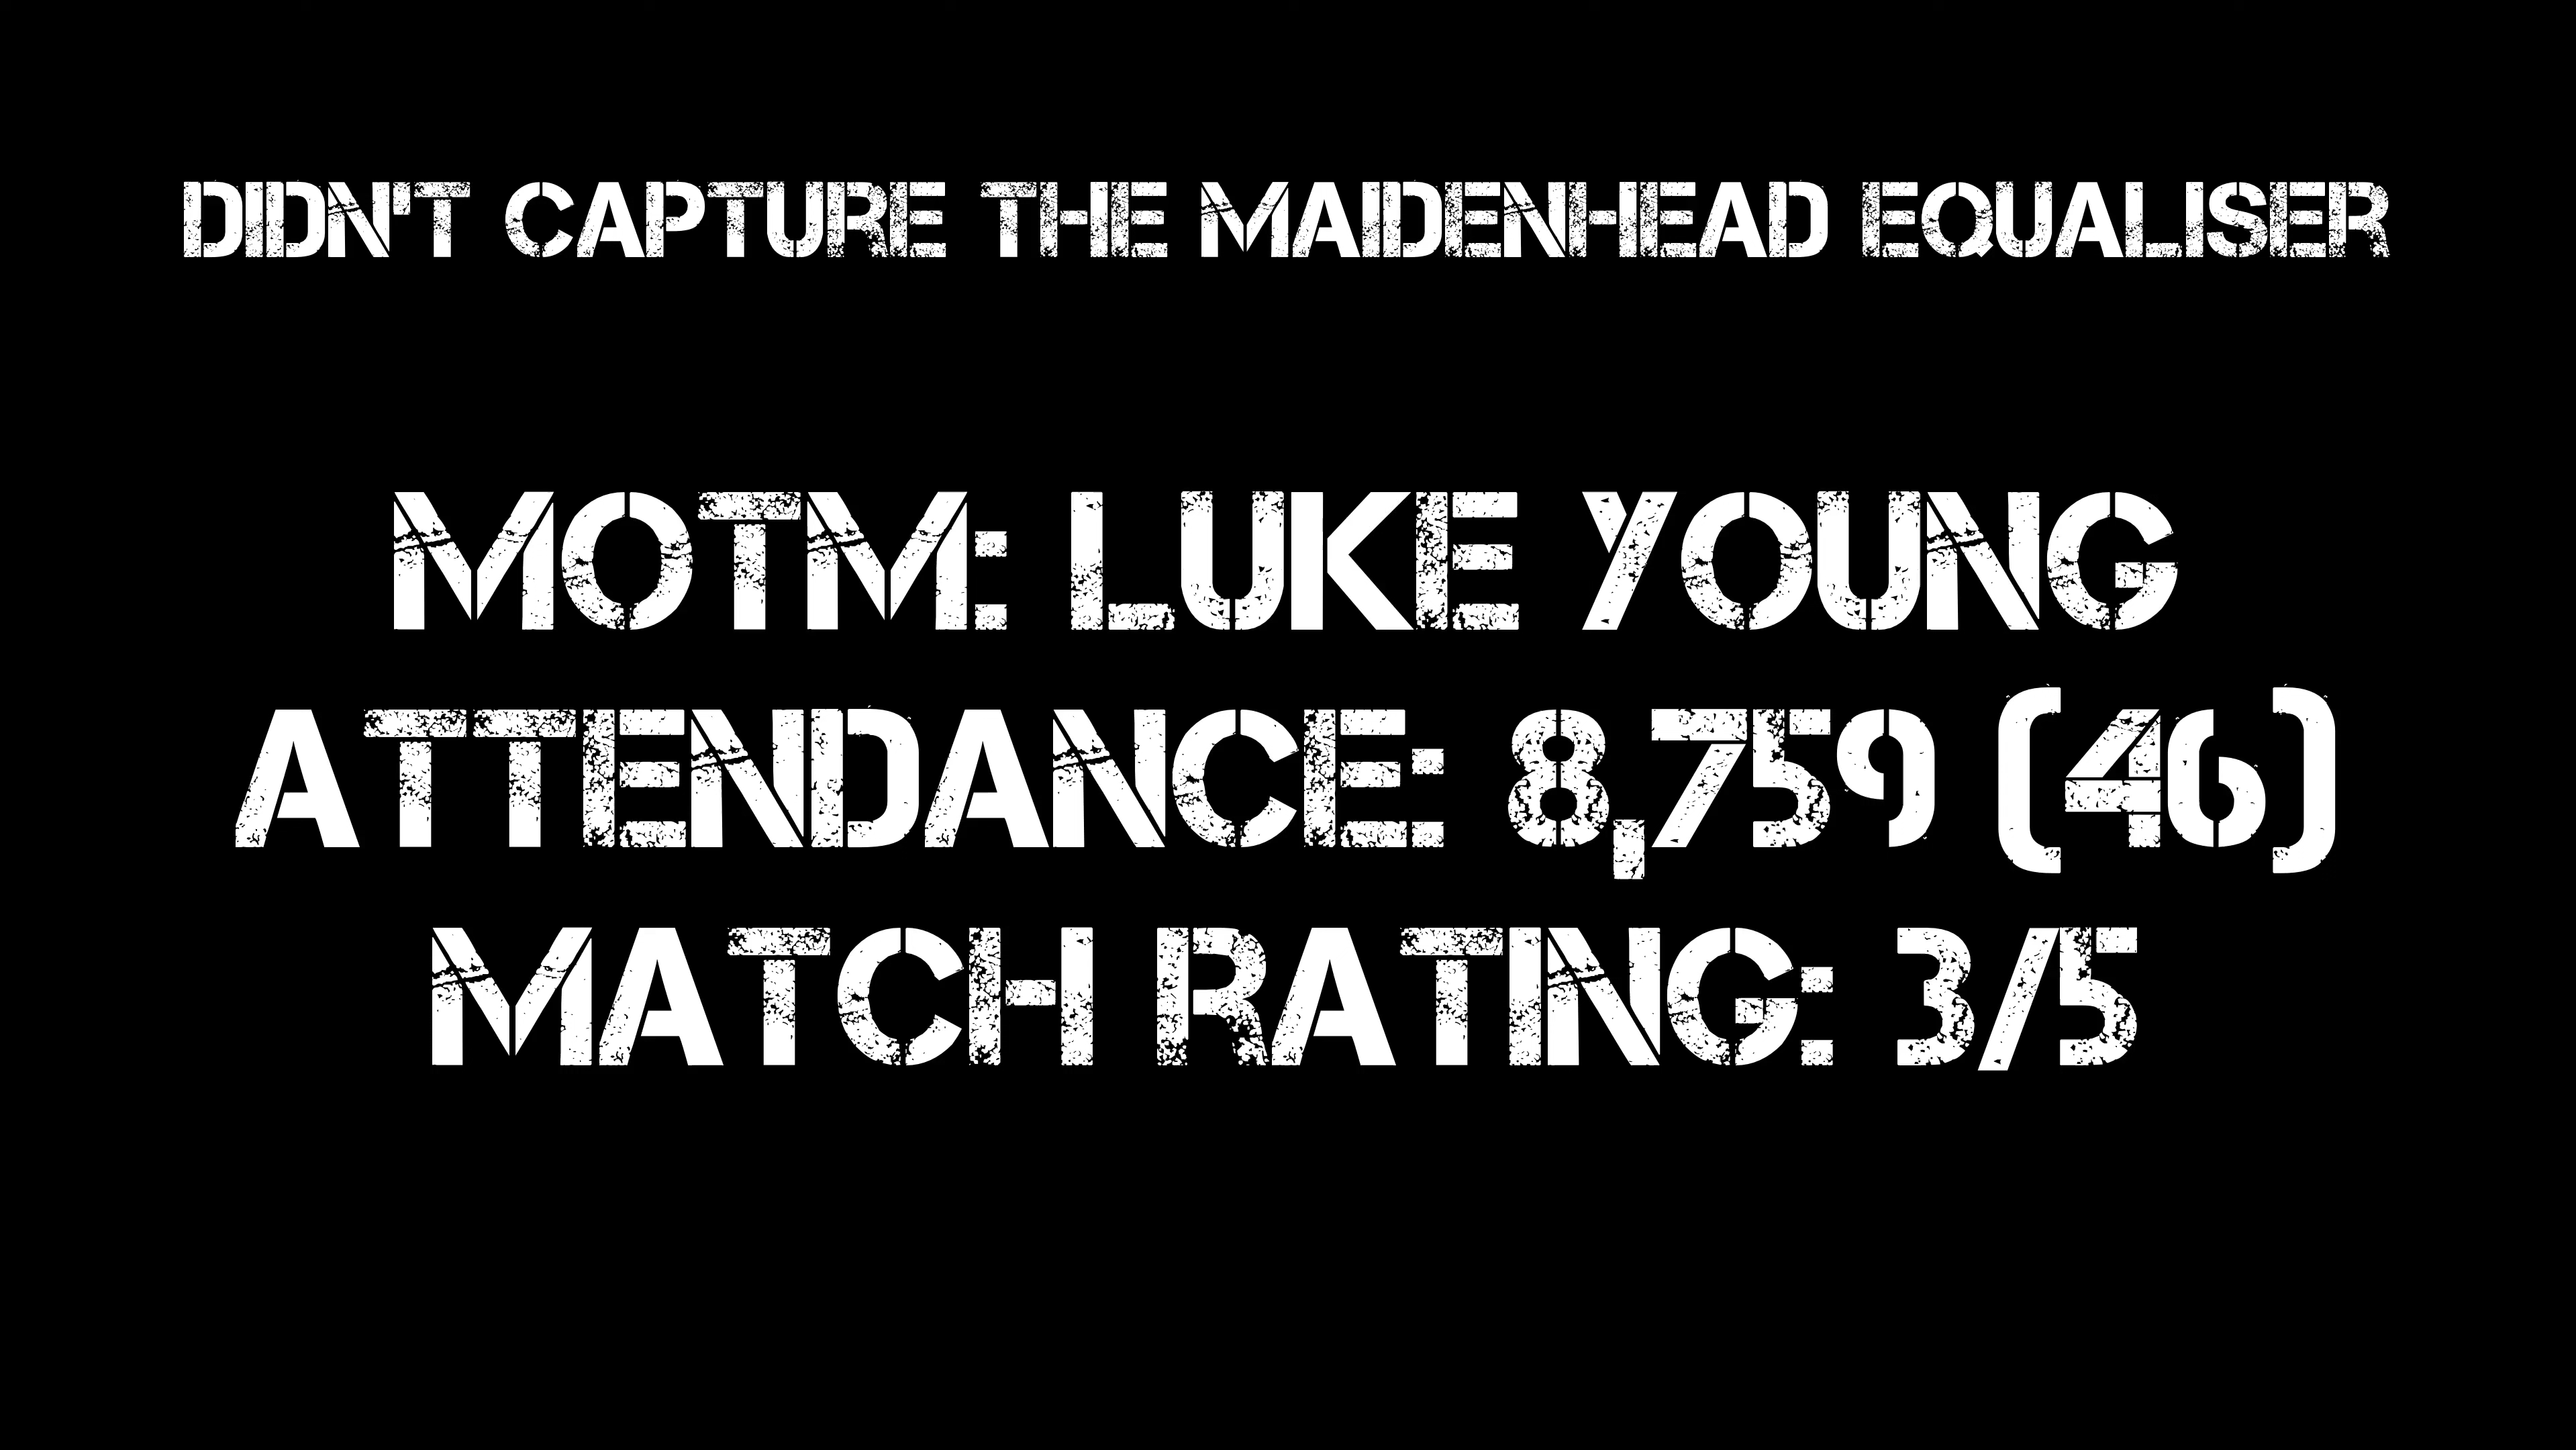 DIDN'T CAPTURE THE MAIDENHEAD EQUALISER
MOTM: LUKE YOUNG
ATTENDANCE: 8,759 (46)
MATCH RATING: 3/5